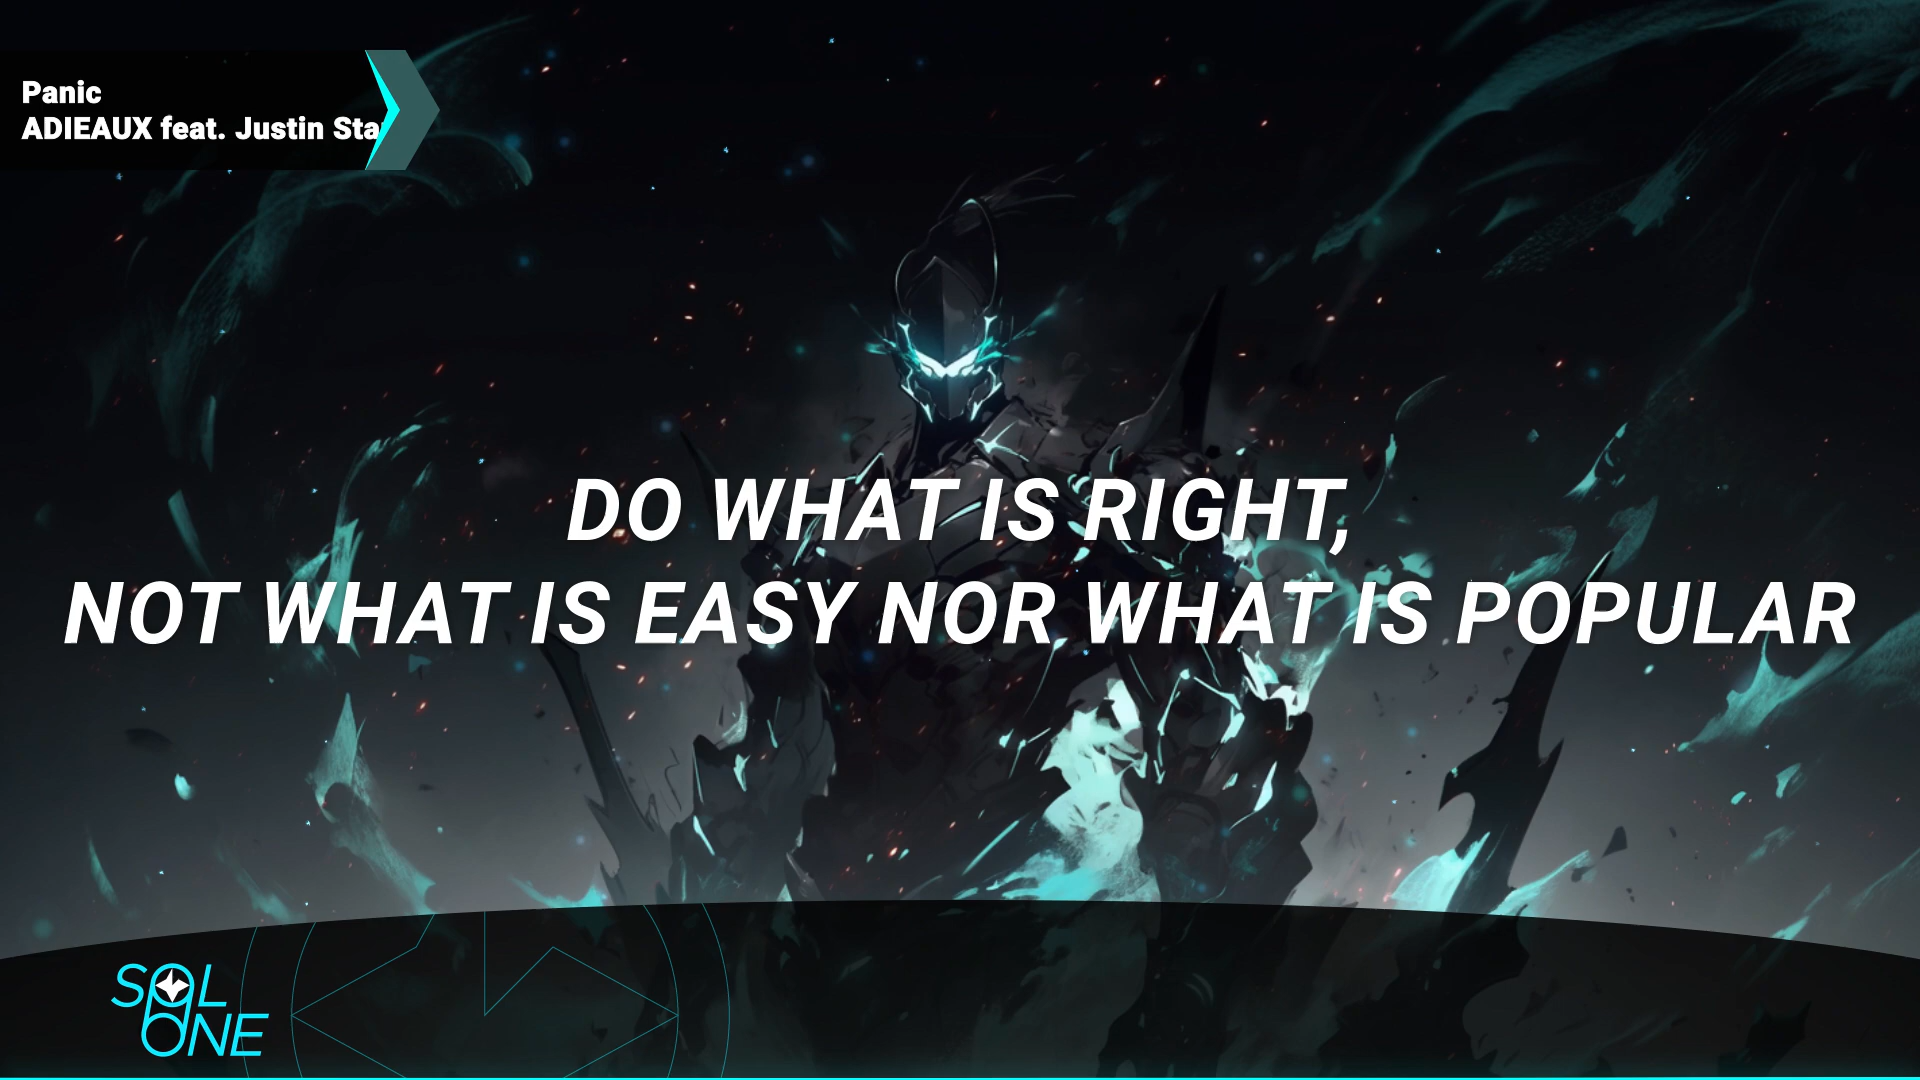 Panic
ADIEAUX feat. Justin
DO WHAT IS RIGHT,
NOT WHAT IS EASY NOR WHAT IS POPULAR
SOL
ONE